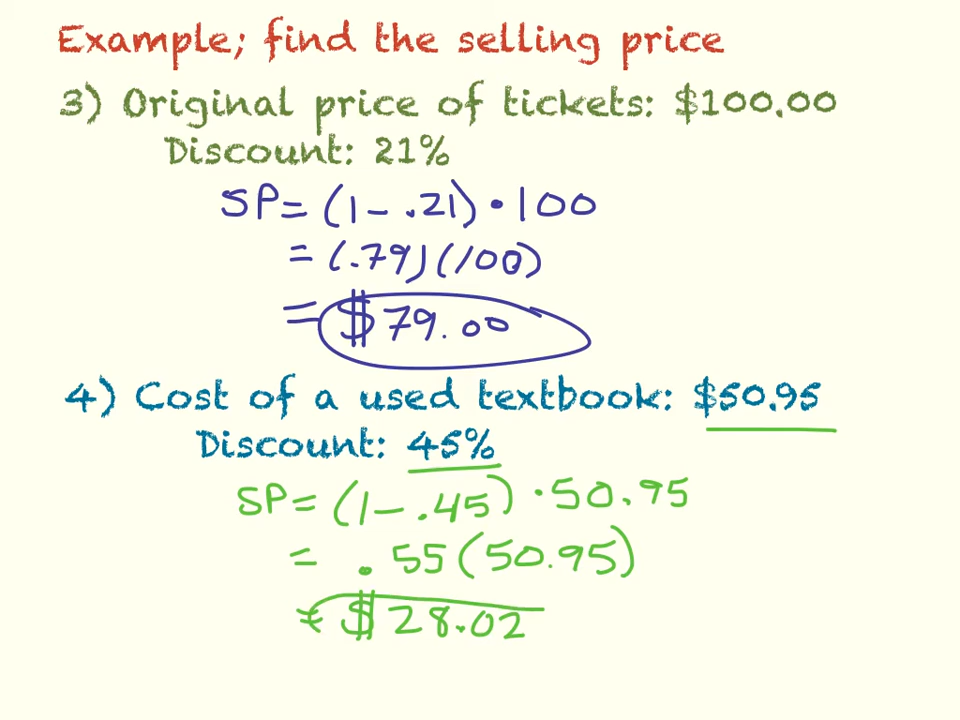 Example; find the selling price
3) Original price of tickets: $100.00
Discount: 21%
SP = (1 - .21) • 100
= (.79)(100)
= $79.00
4) Cost of a used textbook: $50.95
Discount: 45%
SP = (1 - .45) • 50.95
= .55 (50.95)
= $28.02